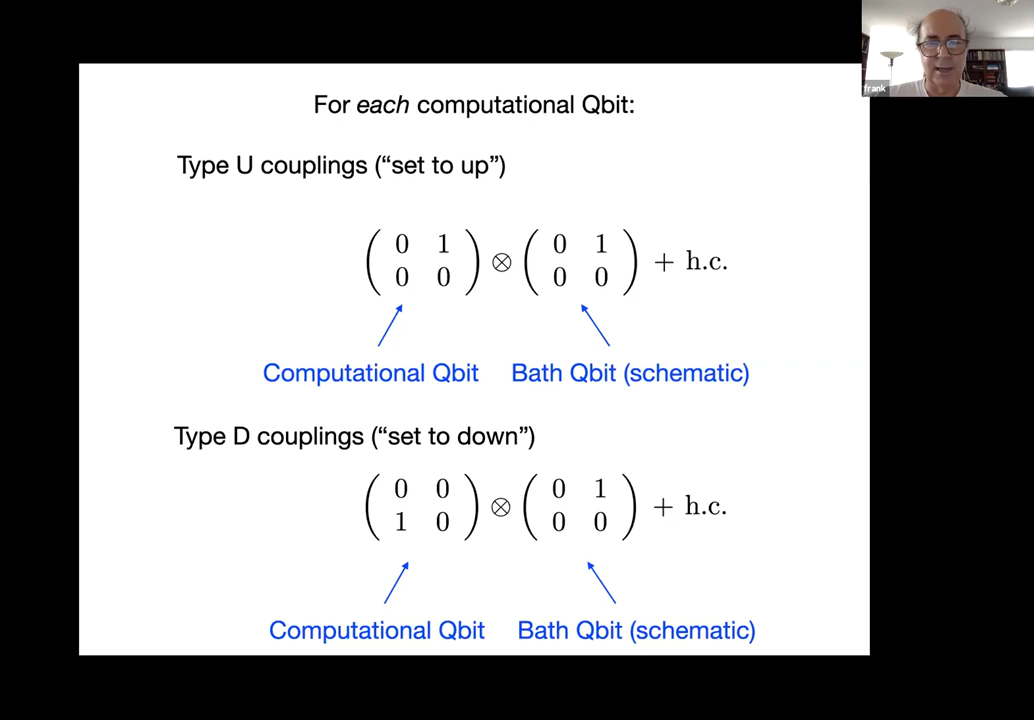 frank
For each computational Qbit:
Type U couplings (“set to up”)
( 0 1 ) ⊗ ( 0 1 ) + h.c.
( 0 0 ) ( 0 0 )
Computational Qbit Bath Qbit (schematic)
Type D couplings (“set to down”)
( 0 0 ) ⊗ ( 0 1 ) + h.c.
( 1 0 ) ( 0 0 )
Computational Qbit Bath Qbit (schematic)